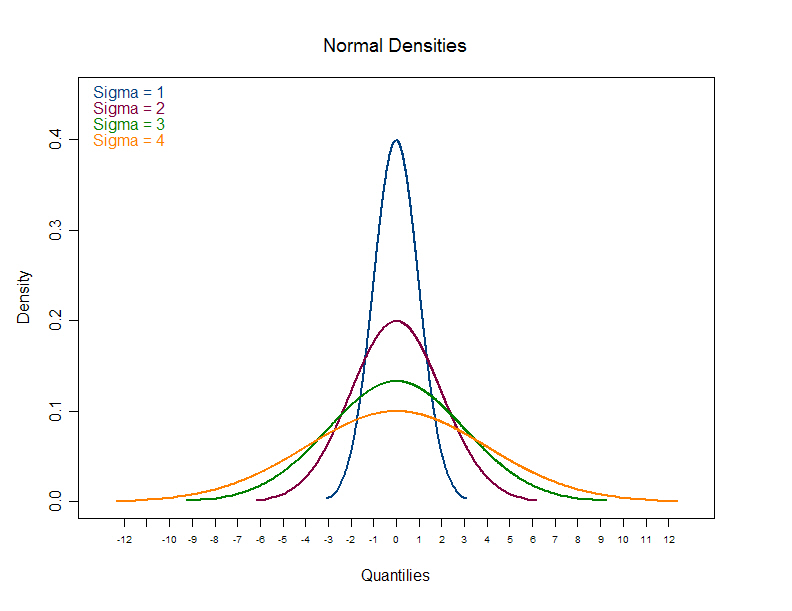 Normal Densities
Sigma = 1
Sigma = 2
Sigma = 3
Sigma = 4
Density
0.4
0.3
0.2
0.1
0.0
-12 -10 -9 -8 -7 -6 -5 -4 -3 -2 -1 0 1 2 3 4 5 6 7 8 9 10 11 12
Quantilies